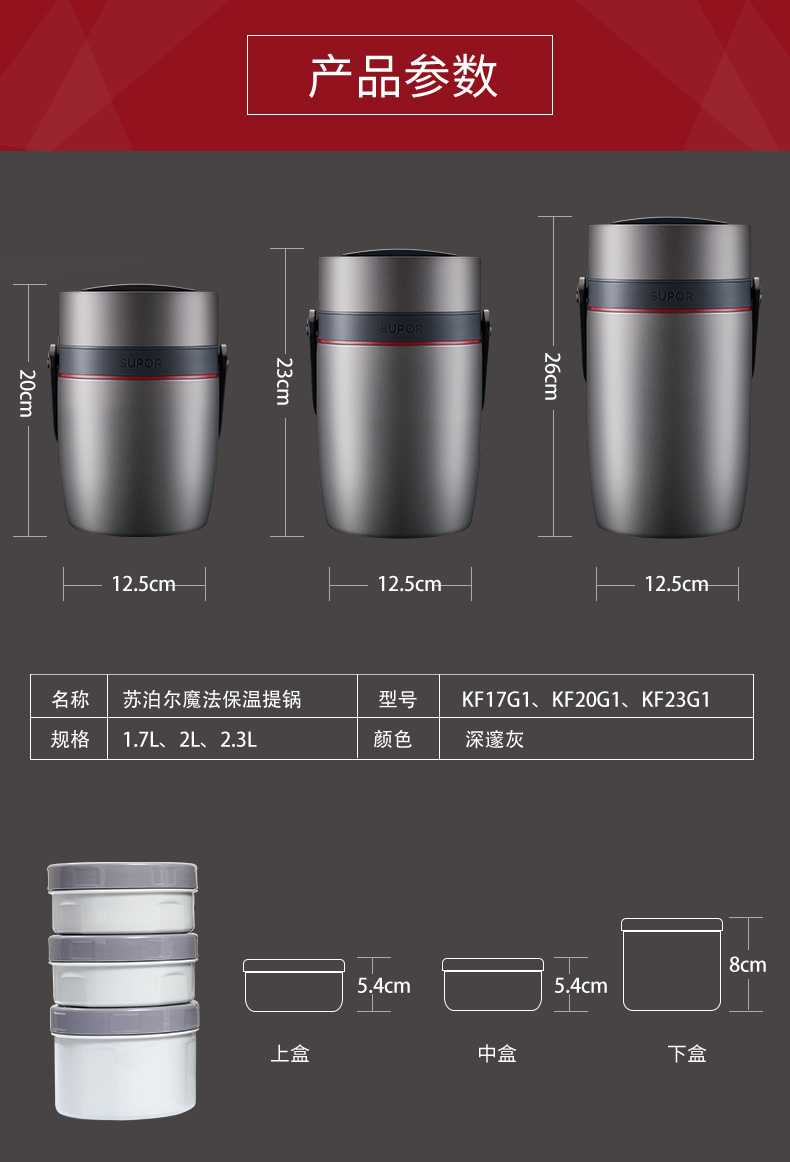 产品参数
SUPOR
SUPOR
SUPOR
20cm
23cm
26cm
12.5cm
12.5cm
12.5cm
名称 苏泊尔魔法保温提锅 型号 KF17G1、KF20G1、KF23G1
规格 1.7L、2L、2.3L 颜色 深邃灰
5.4cm
5.4cm
8cm
上盒
中盒
下盒